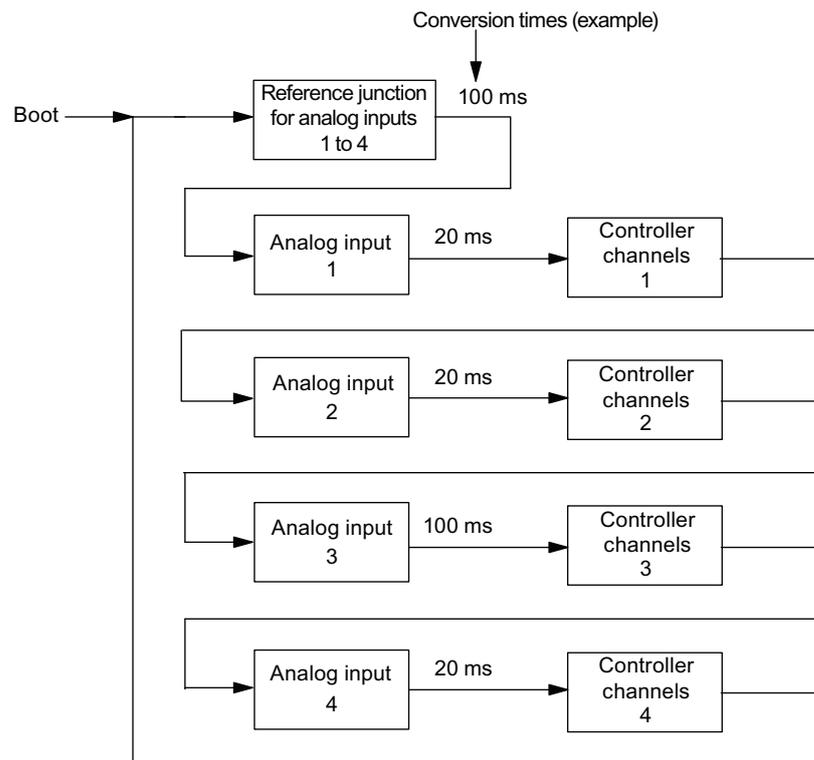 Conversion times (example)
Boot
Reference junction
for analog inputs
1 to 4
100 ms
Analog input
1
20 ms
Controller
channels
1
Analog input
2
20 ms
Controller
channels
2
Analog input
3
100 ms
Controller
channels
3
Analog input
4
20 ms
Controller
channels
4